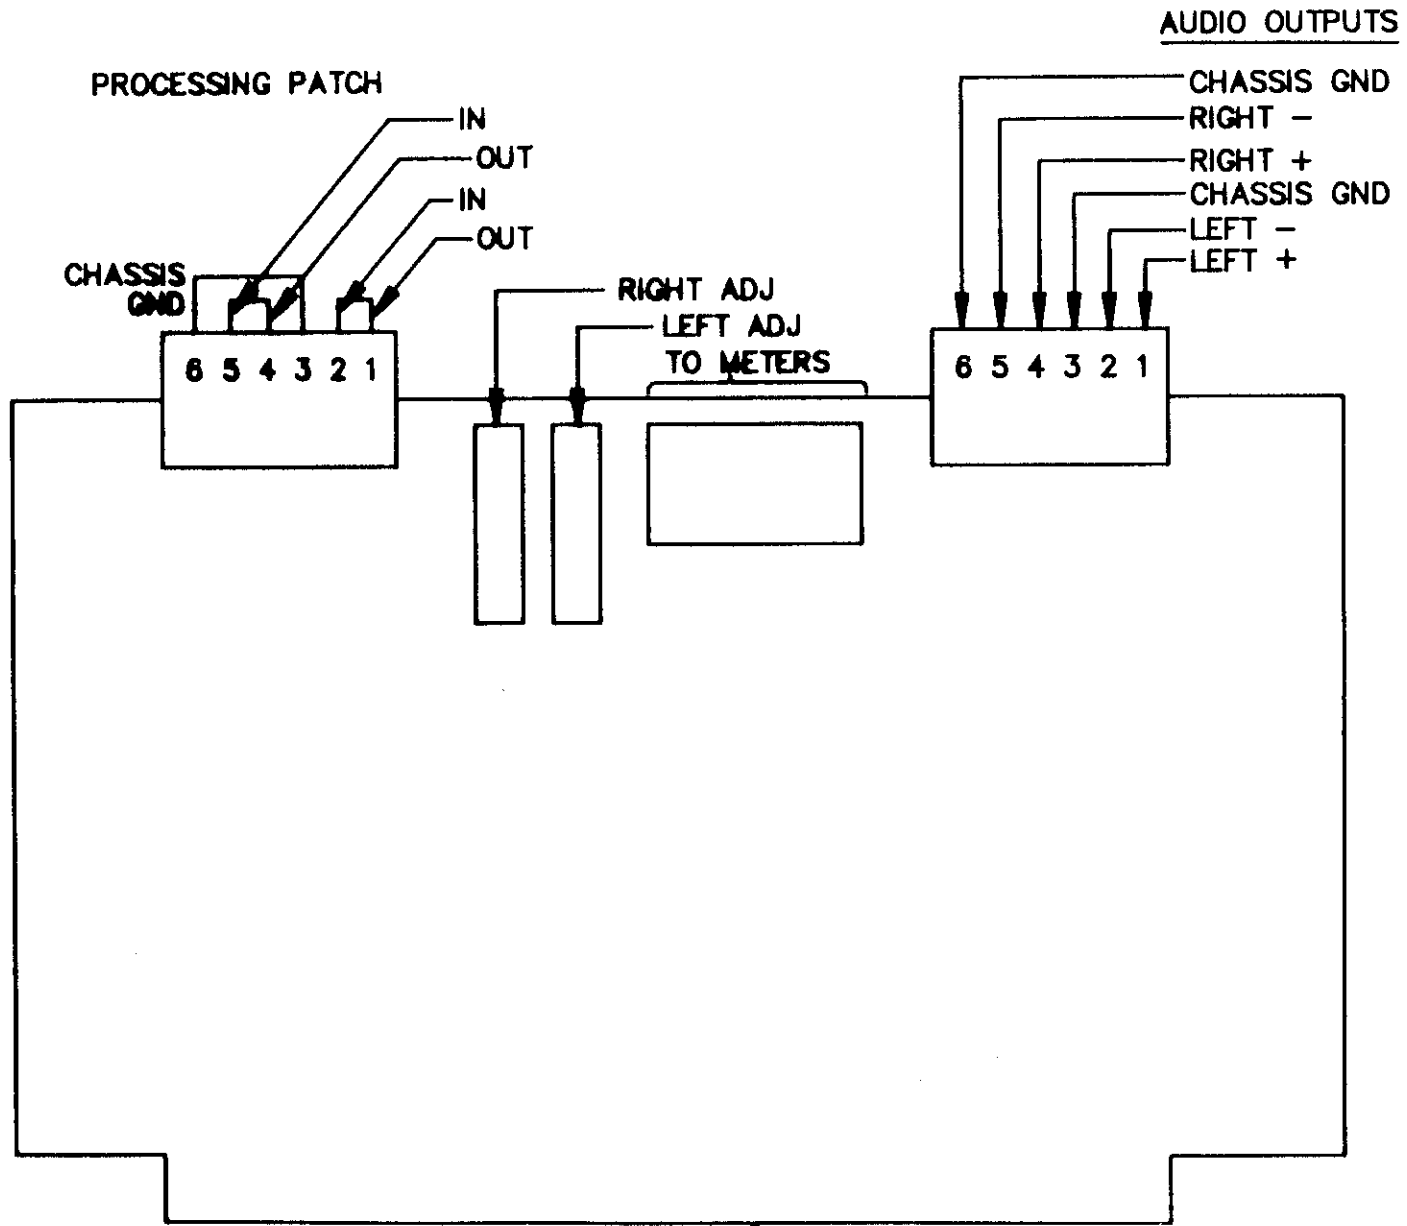 AUDIO OUTPUTS
PROCESSING PATCH
IN
OUT
IN
OUT
CHASSIS
GND
CHASSIS GND
RIGHT -
RIGHT +
CHASSIS GND
LEFT -
LEFT +
RIGHT ADJ
LEFT ADJ
TO METERS
6 5 4 3 2 1
6 5 4 3 2 1